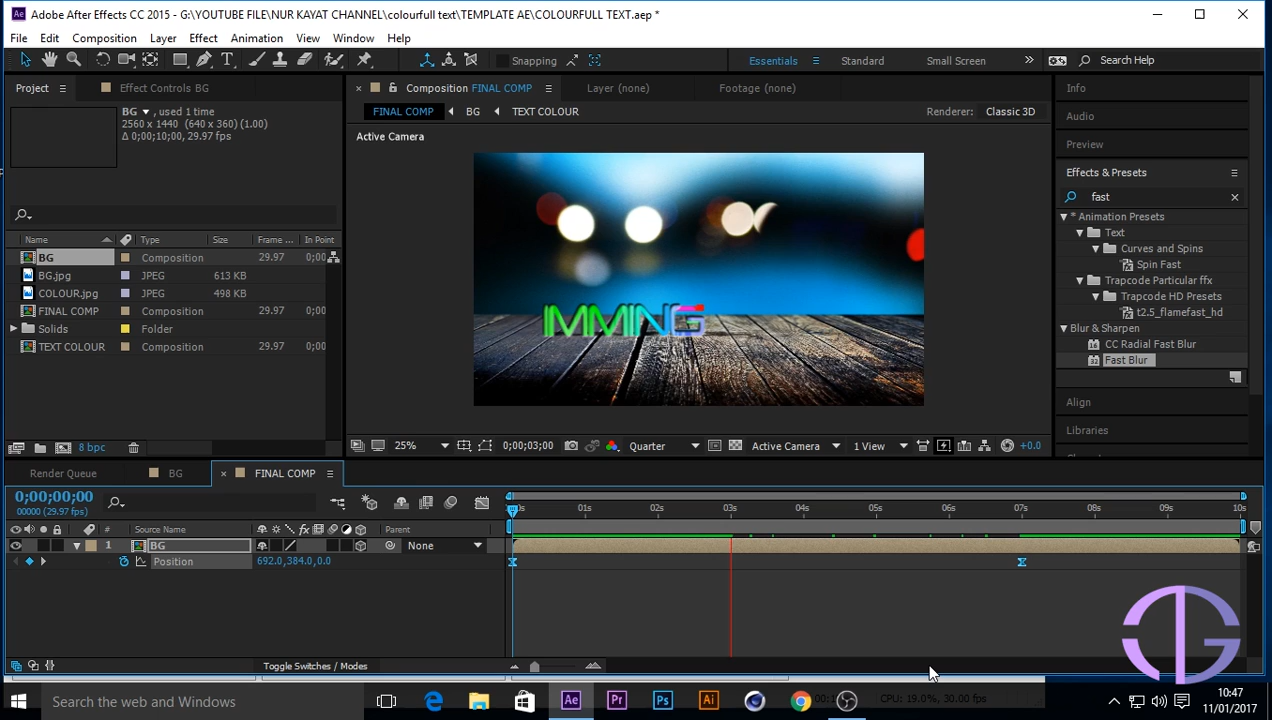 Adobe After Effects CC 2015 - G:\YOUTUBE FILE\NUR KAYAT CHANNEL\colourfull text\TEMPLATE AE\COLOURFULL TEXT.aep *
File Edit Composition Layer Effect Animation View Window Help
Snapping Essentials Standard Small Screen Search Help
Project Effect Controls BG Composition FINAL COMP Layer (none) Footage (none) Info
BG , used 1 time
2560 x 1440 (640 x 360) (1.00)
Δ 0;00;10;00, 29.97 fps
FINAL COMP BG TEXT COLOUR Renderer: Classic 3D
Active Camera
Audio
Preview
Effects & Presets
fast
* Animation Presets
Text
Curves and Spins
Spin Fast
Trapcode Particular ffx
Trapcode HD Presets
t2.5_flamefast_hd
Blur & Sharpen
CC Radial Fast Blur
Fast Blur
Align
Libraries
Name Type Size Frame ... In Point
BG Composition 29.97 0;00
BG.jpg JPEG 613 KB
COLOUR.jpg JPEG 498 KB
FINAL COMP Composition 29.97 0;00
Solids Folder
TEXT COLOUR Composition 29.97 0;00
8 bpc
IMMING
25% 0;00;03;00 Quarter Active Camera 1 View +0.0
Render Queue BG FINAL COMP
0;00;00;00
00000 (29.97 fps)
# Source Name Parent
1 BG None
Position 692.0,384.0,0.0
01s 02s 03s 04s 05s 06s 07s 08s 09s 10s
Toggle Switches / Modes
Search the web and Windows
Ae Pr Ps Ai
CPU: 19.0%, 30.00 fps
10:47
11/01/2017